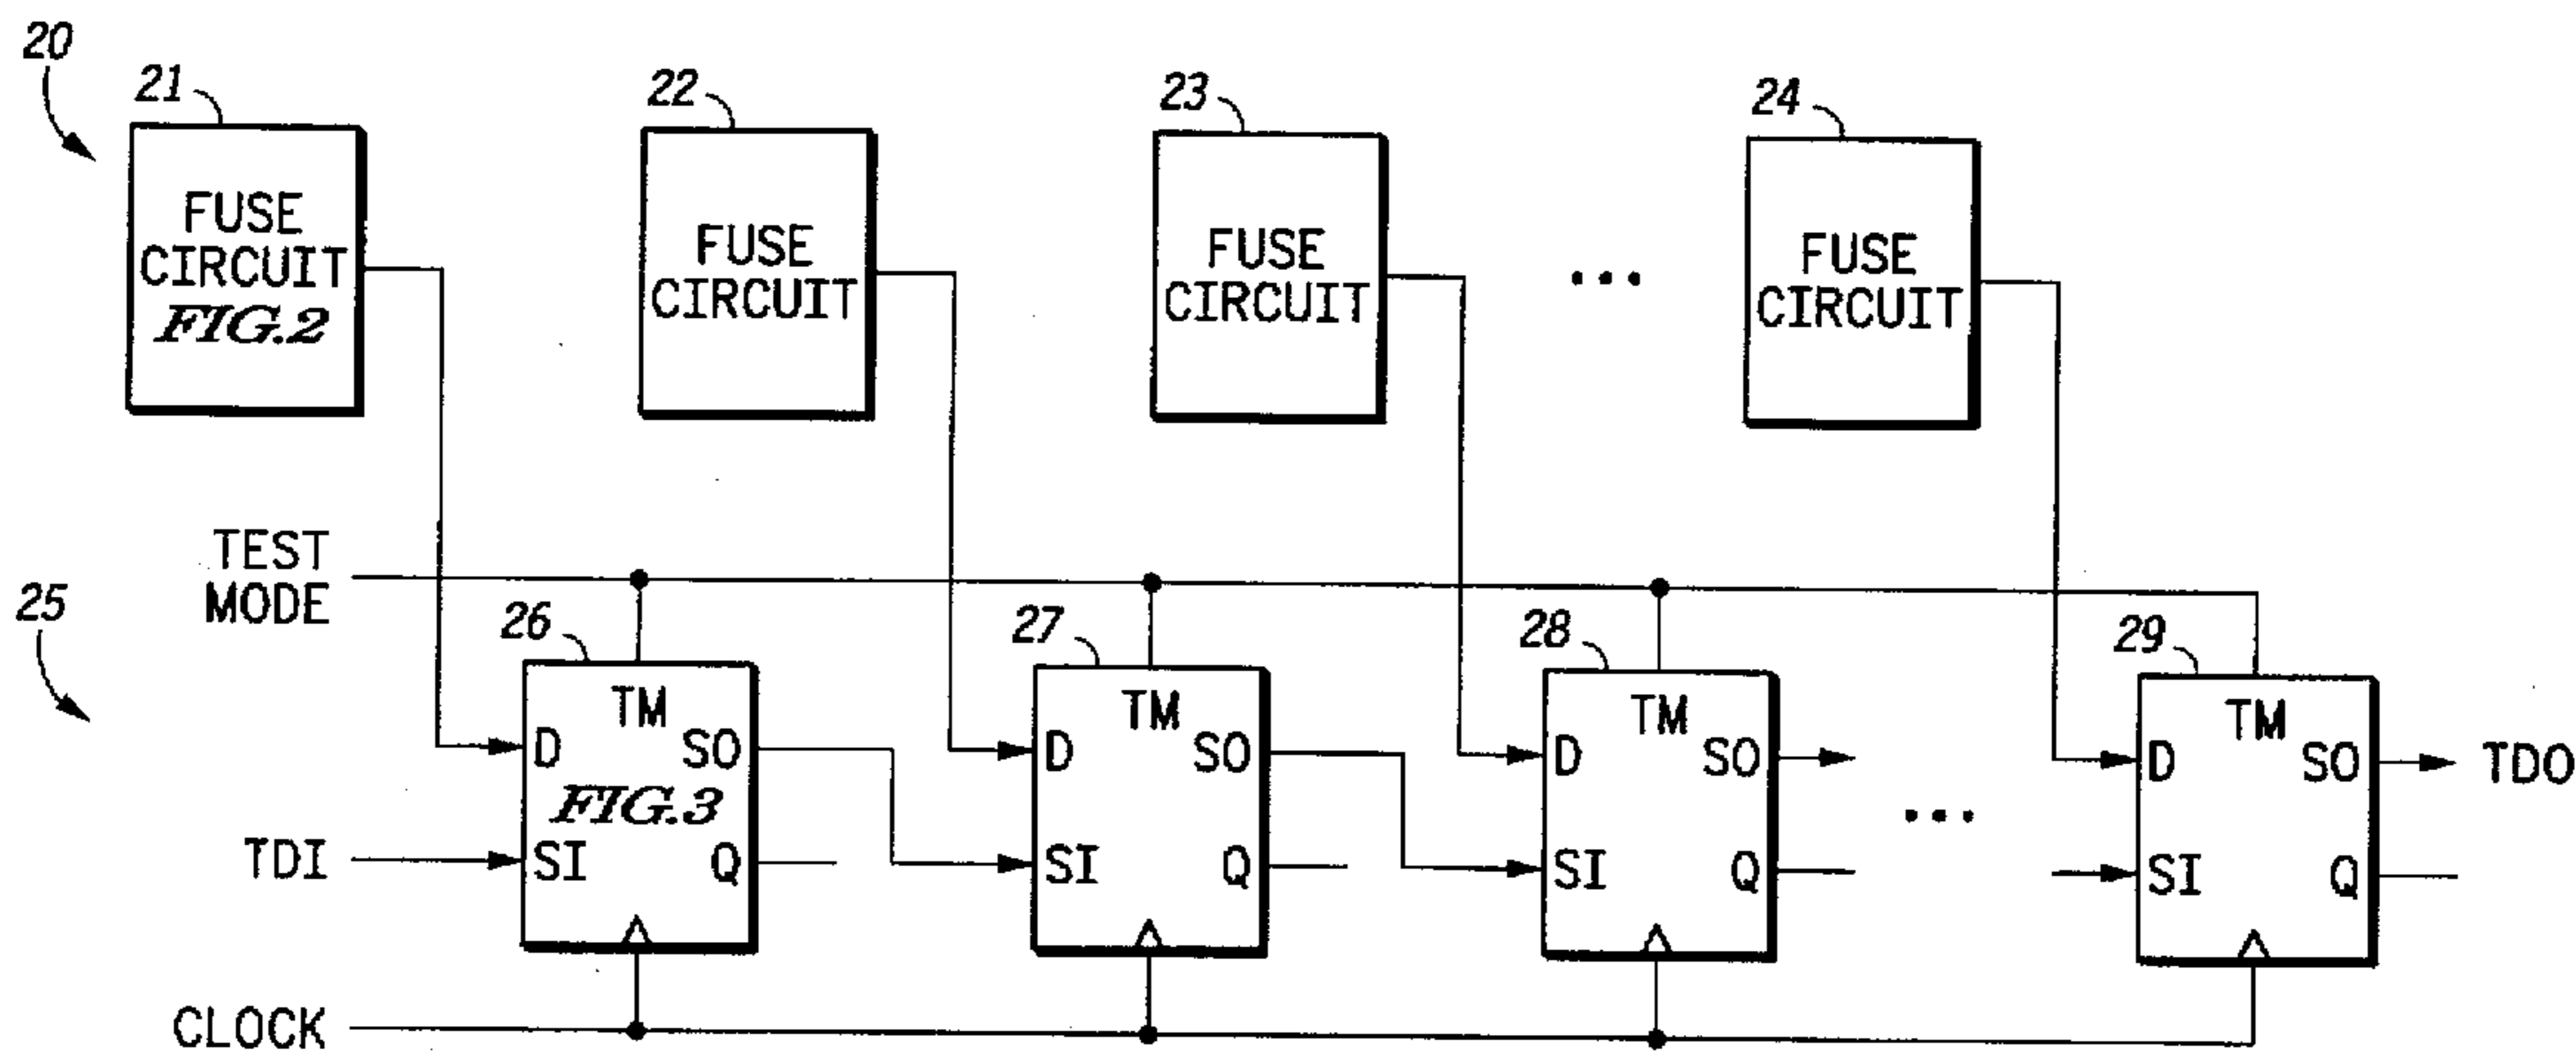 20
21
22
23
24
FUSE
CIRCUIT
FIG.2
FUSE
CIRCUIT
FUSE
CIRCUIT
...
FUSE
CIRCUIT
TEST
MODE
25
26
27
28
29
TM
D
SO
FIG.3
SI
Q
TM
D
SO
SI
Q
TM
D
SO
SI
Q
...
TM
D
SO
SI
Q
TDO
TDI
CLOCK